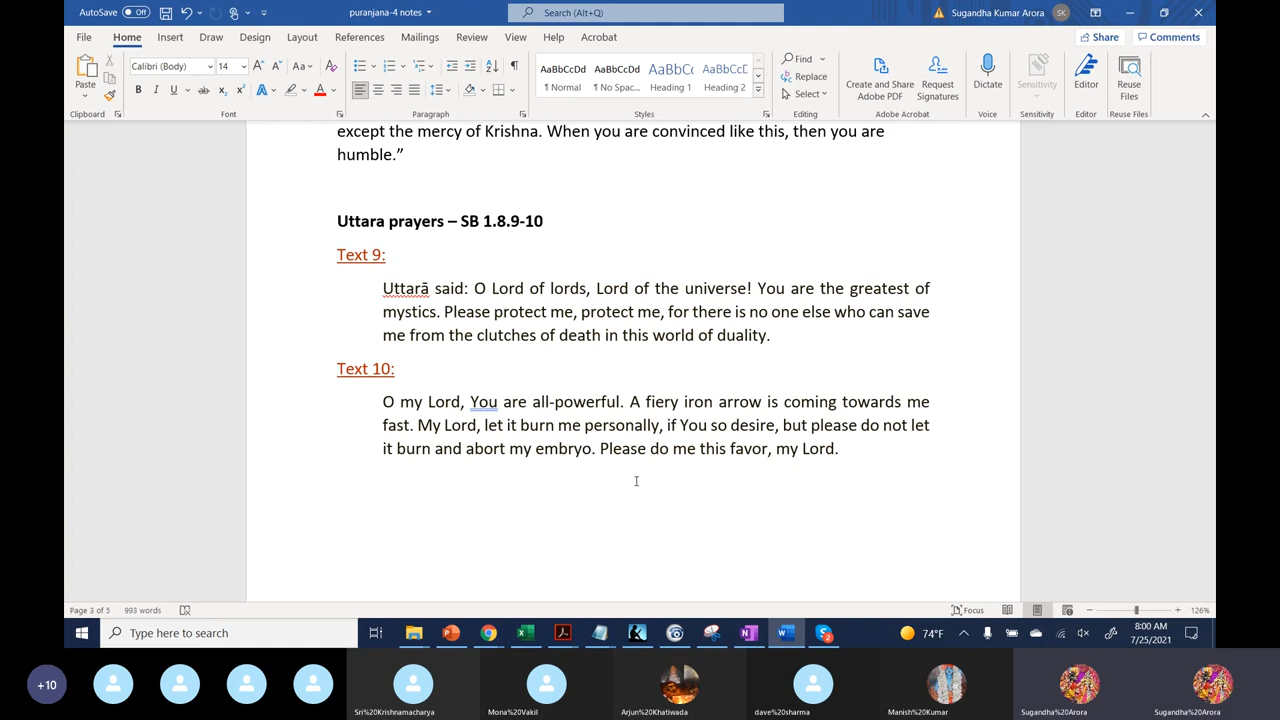 AutoSave Off puranjana-4 notes Search (Alt+Q) Sugandha Kumar Arora SK
File Home Insert Draw Design Layout References Mailings Review View Help Acrobat Share Comments
Calibri (Body) 14 Aa Find
Paste AaBbCcDd AaBbCcDd AaBbCc AaBbCcD Replace Create and Share Request Dictate Sensitivity Editor Reuse
B I U ab x A A Normal No Spac... Heading 1 Heading 2 Select Adobe PDF Signatures Files
Clipboard Font Paragraph Styles Editing Adobe Acrobat Voice Sensitivity Editor Reuse Files
except the mercy of Krishna. When you are convinced like this, then you are
humble.”
Uttara prayers – SB 1.8.9-10
Text 9:
Uttarā said: O Lord of lords, Lord of the universe! You are the greatest of
mystics. Please protect me, protect me, for there is no one else who can save
me from the clutches of death in this world of duality.
Text 10:
O my Lord, You are all-powerful. A fiery iron arrow is coming towards me
fast. My Lord, let it burn me personally, if You so desire, but please do not let
it burn and abort my embryo. Please do me this favor, my Lord.
Page 3 of 5 993 words Focus 126%
Type here to search 74°F 8:00 AM
7/25/2021
+10
Sri%20Krishnamacharya Mona%20Vakil Arjun%20Khatiwada dave%20sharma Manish%20Kumar Sugandha%20Arora Sugandha%20Arora